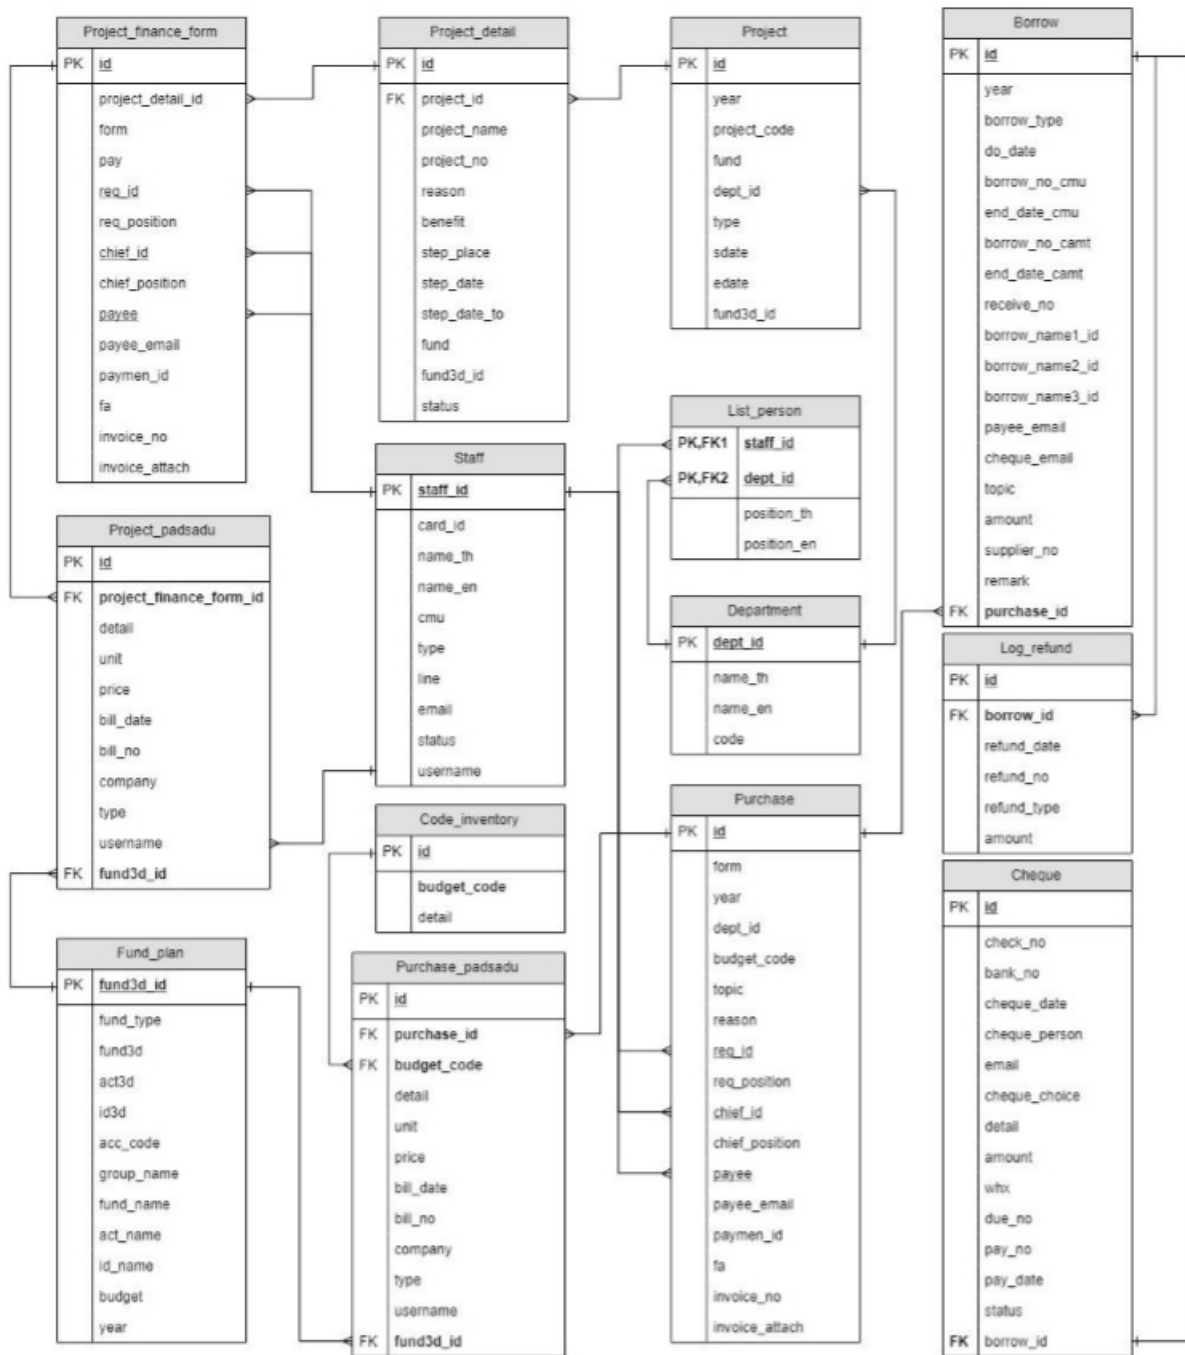 Project_finance_form
PK id
project_detail_id
form
pay
req_id
req_position
chief_id
chief_position
payee
payee_email
paymen_id
fa
invoice_no
invoice_attach
Project_detail
PK id
FK project_id
project_name
project_no
reason
benefit
step_place
step_date
step_date_to
fund
fund3d_id
status
Project
PK id
year
project_code
fund
dept_id
type
sdate
edate
fund3d_id
Borrow
PK id
year
borrow_type
do_date
borrow_no_cmu
end_date_cmu
borrow_no_camt
end_date_camt
receive_no
borrow_name1_id
borrow_name2_id
borrow_name3_id
payee_email
cheque_email
topic
amount
supplier_no
remark
FK purchase_id
List_person
PK,FK1 staff_id
PK,FK2 dept_id
position_th
position_en
Staff
PK staff_id
card_id
name_th
name_en
cmu
type
line
email
status
username
Project_padsadu
PK id
FK project_finance_form_id
detail
unit
price
bill_date
bill_no
company
type
username
FK fund3d_id
Department
PK dept_id
name_th
name_en
code
Log_refund
PK id
FK borrow_id
refund_date
refund_no
refund_type
amount
Code_inventory
PK id
budget_code
detail
Purchase
PK id
form
year
dept_id
budget_code
topic
reason
req_id
req_position
chief_id
chief_position
payee
payee_email
paymen_id
fa
invoice_no
invoice_attach
Cheque
PK id
check_no
bank_no
cheque_date
cheque_person
email
cheque_choice
detail
amount
whx
due_no
pay_no
pay_date
status
FK borrow_id
Fund_plan
PK fund3d_id
fund_type
fund3d
act3d
id3d
acc_code
group_name
fund_name
act_name
id_name
budget
year
Purchase_padsadu
PK id
FK purchase_id
FK budget_code
detail
unit
price
bill_date
bill_no
company
type
username
FK fund3d_id